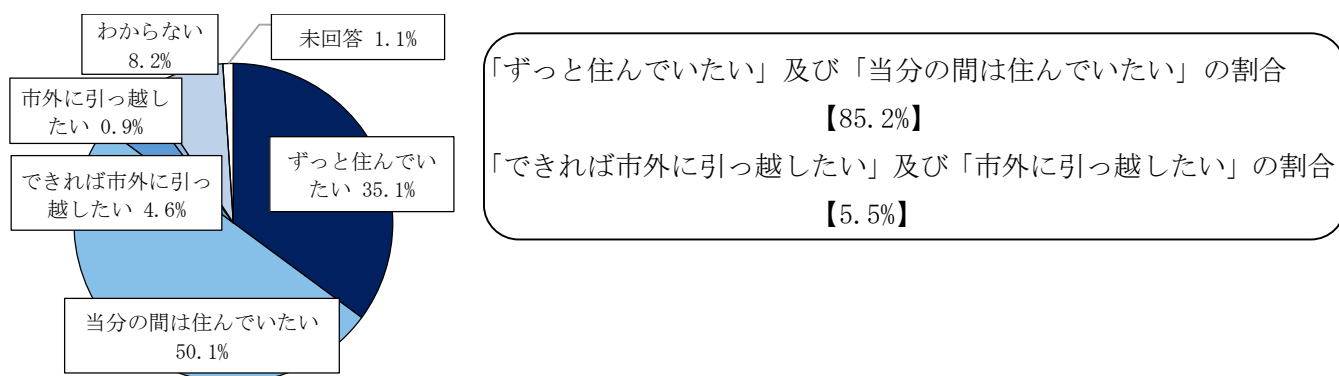 わからない
8.2%
未回答 1.1%
市外に引っ越し
たい 0.9%
できれば市外に引っ
越したい 4.6%
ずっと住んでい
たい 35.1%
当分の間は住んでいたい
50.1%
「ずっと住んでいたい」及び「当分の間は住んでいたい」の割合
【85.2%】
「できれば市外に引っ越したい」及び「市外に引っ越したい」の割合
【5.5%】